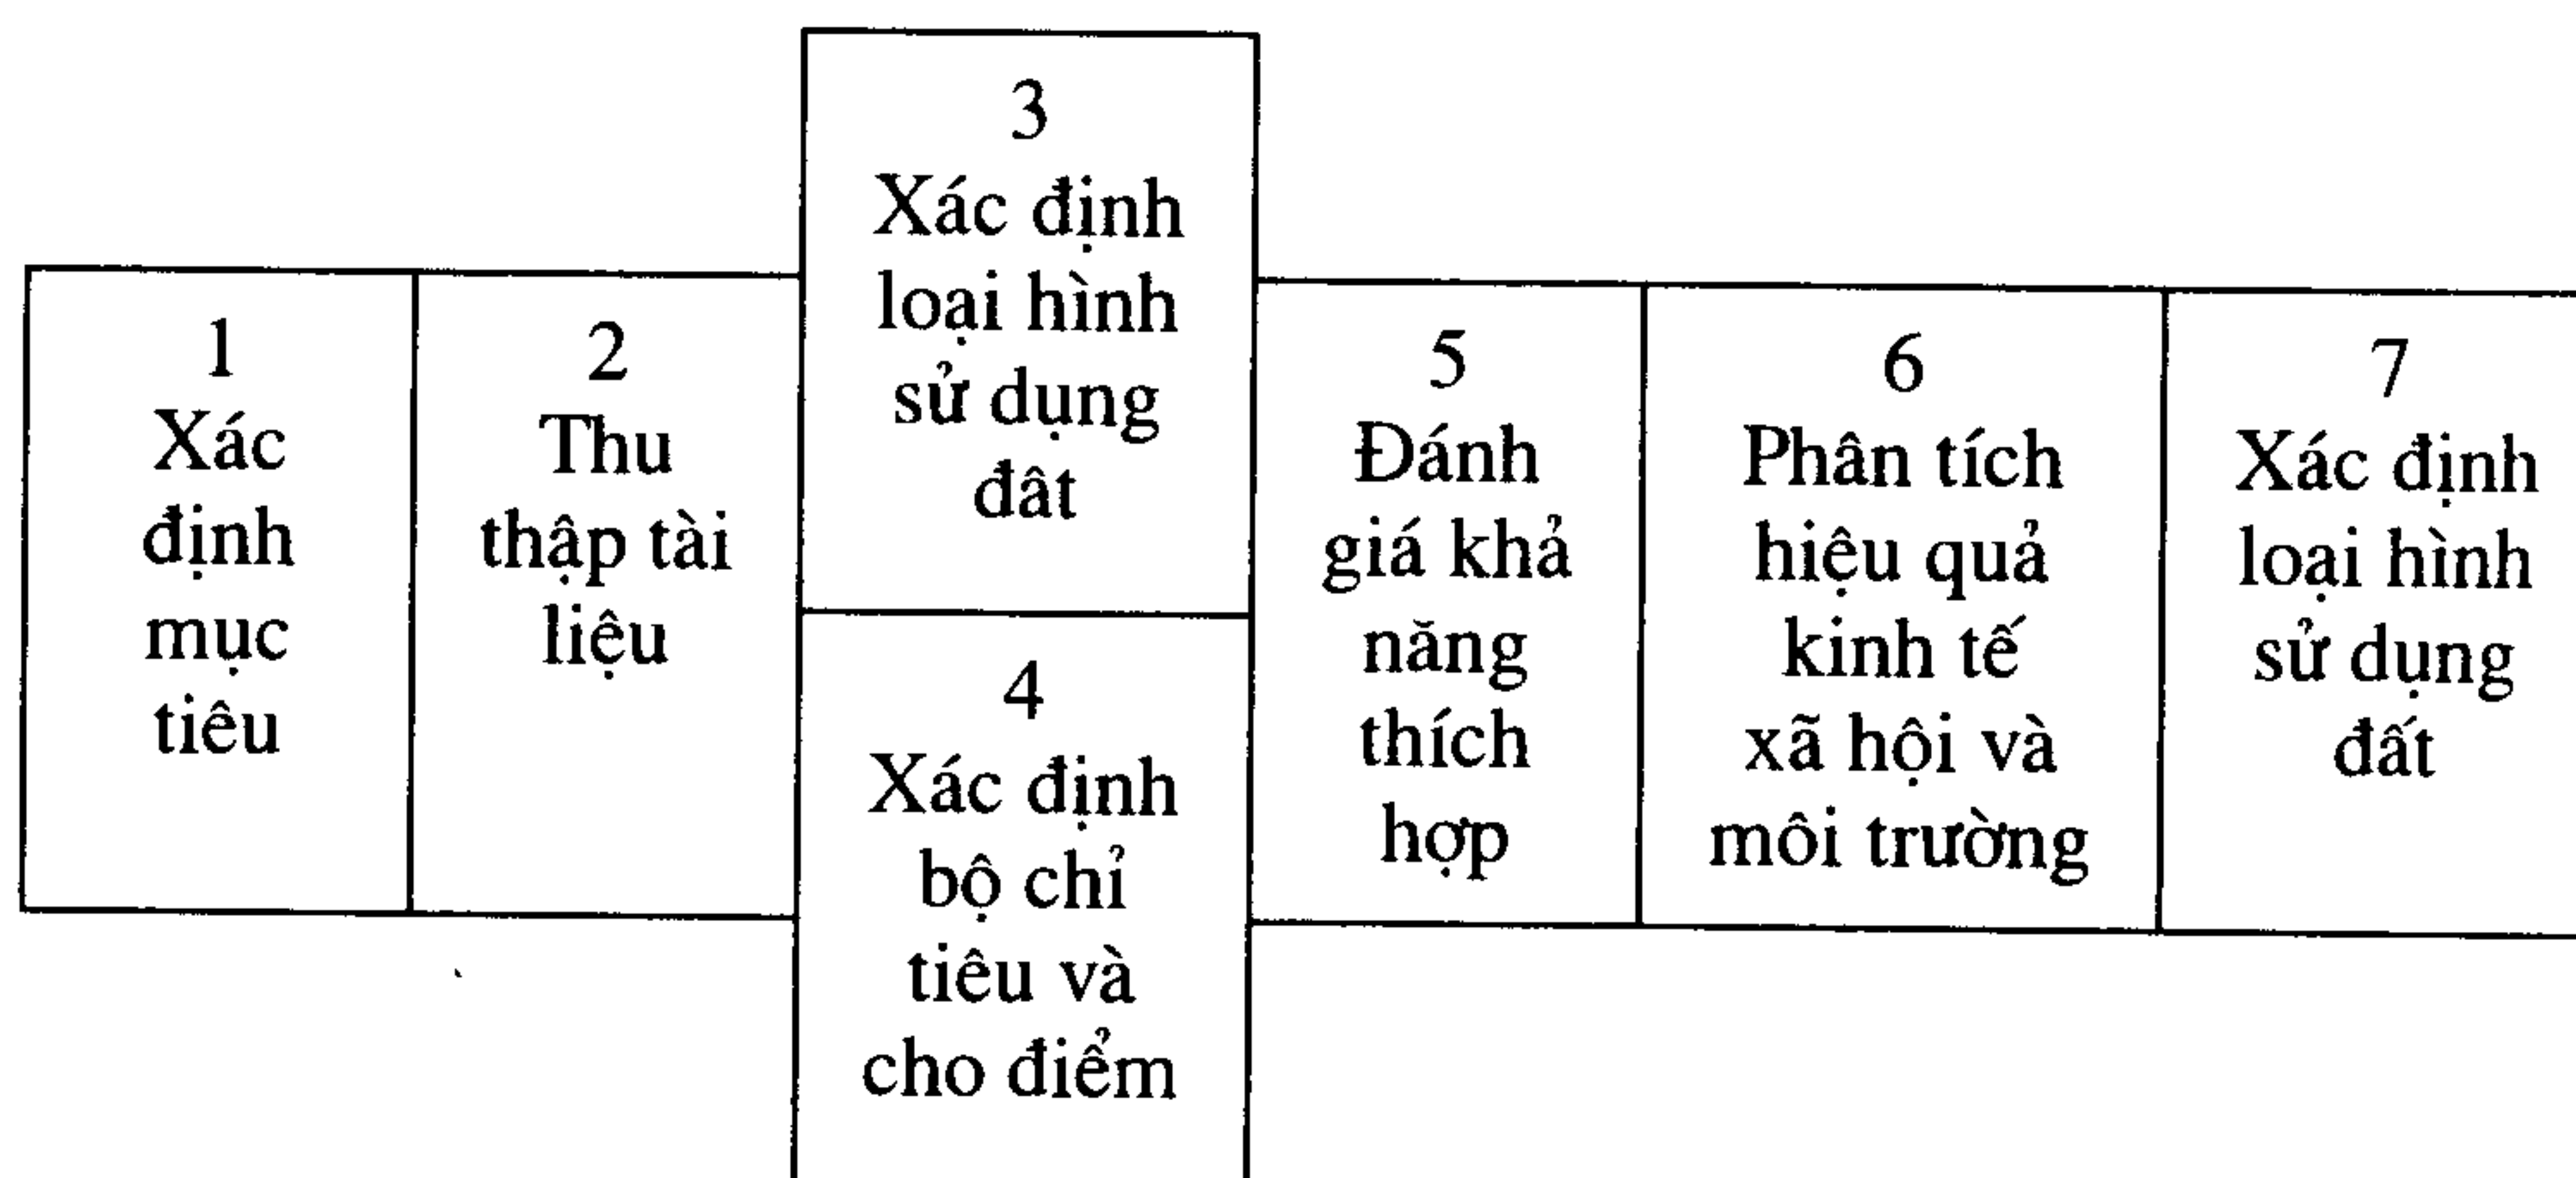 1
Xác
định
mục
tiêu
2
Thu
thập tài
liệu
3
Xác định
loại hình
sử dụng
đât
4
Xác định
bộ chỉ
tiêu và
cho điểm
5
Đánh
giá khả
năng
thích
hợp
6
Phân tích
hiệu quả
kinh tế
xã hội và
môi trường
7
Xác định
loại hình
sử dụng
đất